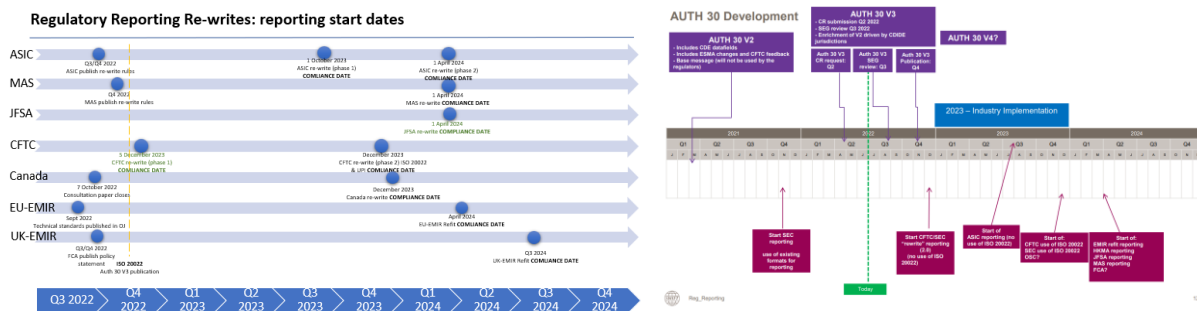 Regulatory Reporting Re-writes: reporting start dates
ASIC
Q3/Q4 2022
ASIC publish re-write rules
1 October 2023
ASIC re-write (phase 1)
COMLIANCE DATE
1 April 2024
ASIC re-write (phase 2)
COMLIANCE DATE
MAS
Q4 2022
MAS publish re-write rules
1 April 2024
MAS re-write COMPLIANCE DATE
JFSA
1 April 2024
JFSA re-write COMPLIANCE DATE
CFTC
5 December 2023
CFTC re-write (phase 1)
COMLIANCE DATE
December 2023
CFTC re-write (phase 2) ISO 20022
& UPI COMLIANCE DATE
Canada
7 October 2022
Consultation paper closes
December 2023
Canada re-write COMPLIANCE DATE
EU-EMIR
Sept 2022
Technical standards published in OJ
April 2024
EU-EMIR Refit COMPLIANCE DATE
UK-EMIR
Q3/Q4 2022
FCA publish policy
statement
ISO 20022
Auth 30 V3 publication
Q3 2024
UK-EMIR Refit COMPLIANCE DATE
Q3 2022
Q4 2022
Q1 2023
Q2 2023
Q3 2023
Q4 2023
Q1 2024
Q2 2024
Q3 2024
Q4 2024
AUTH 30 Development
AUTH 30 V2
- Includes CDE datafields
- Includes ESMA changes and CFTC feedback
- Base message (will not be used by the
regulators)
AUTH 30 V3
- CR submission Q2 2022
- SEG review Q3 2022
- Enrichment of V2 driven by CDIDE
jurisdictions
Auth 30 V3
CR request:
Q2
Auth 30 V3
SEG
review: Q3
Auth 30 V3
Publication:
Q4
AUTH 30 V4?
2023 – Industry Implementation
2021 2022 2023 2024
Q1 Q2 Q3 Q4 Q1 Q2 Q3 Q4 Q1 Q2 Q3 Q4 Q1 Q2 Q3 Q4
Start SEC
reporting
use of existing
formats for
reporting
Start CFTC/SEC
"rewrite" reporting
(2.0)
(no use of ISO
20022)
Start of
ASIC reporting (no
use of ISO 20022)
Start of:
CFTC use of ISO 20022
SEC use of ISO 20022
OSC?
Start of:
EMIR refit reporting
HKMA reporting
JFSA reporting
MAS reporting
FCA?
Today
Reg_Reporting